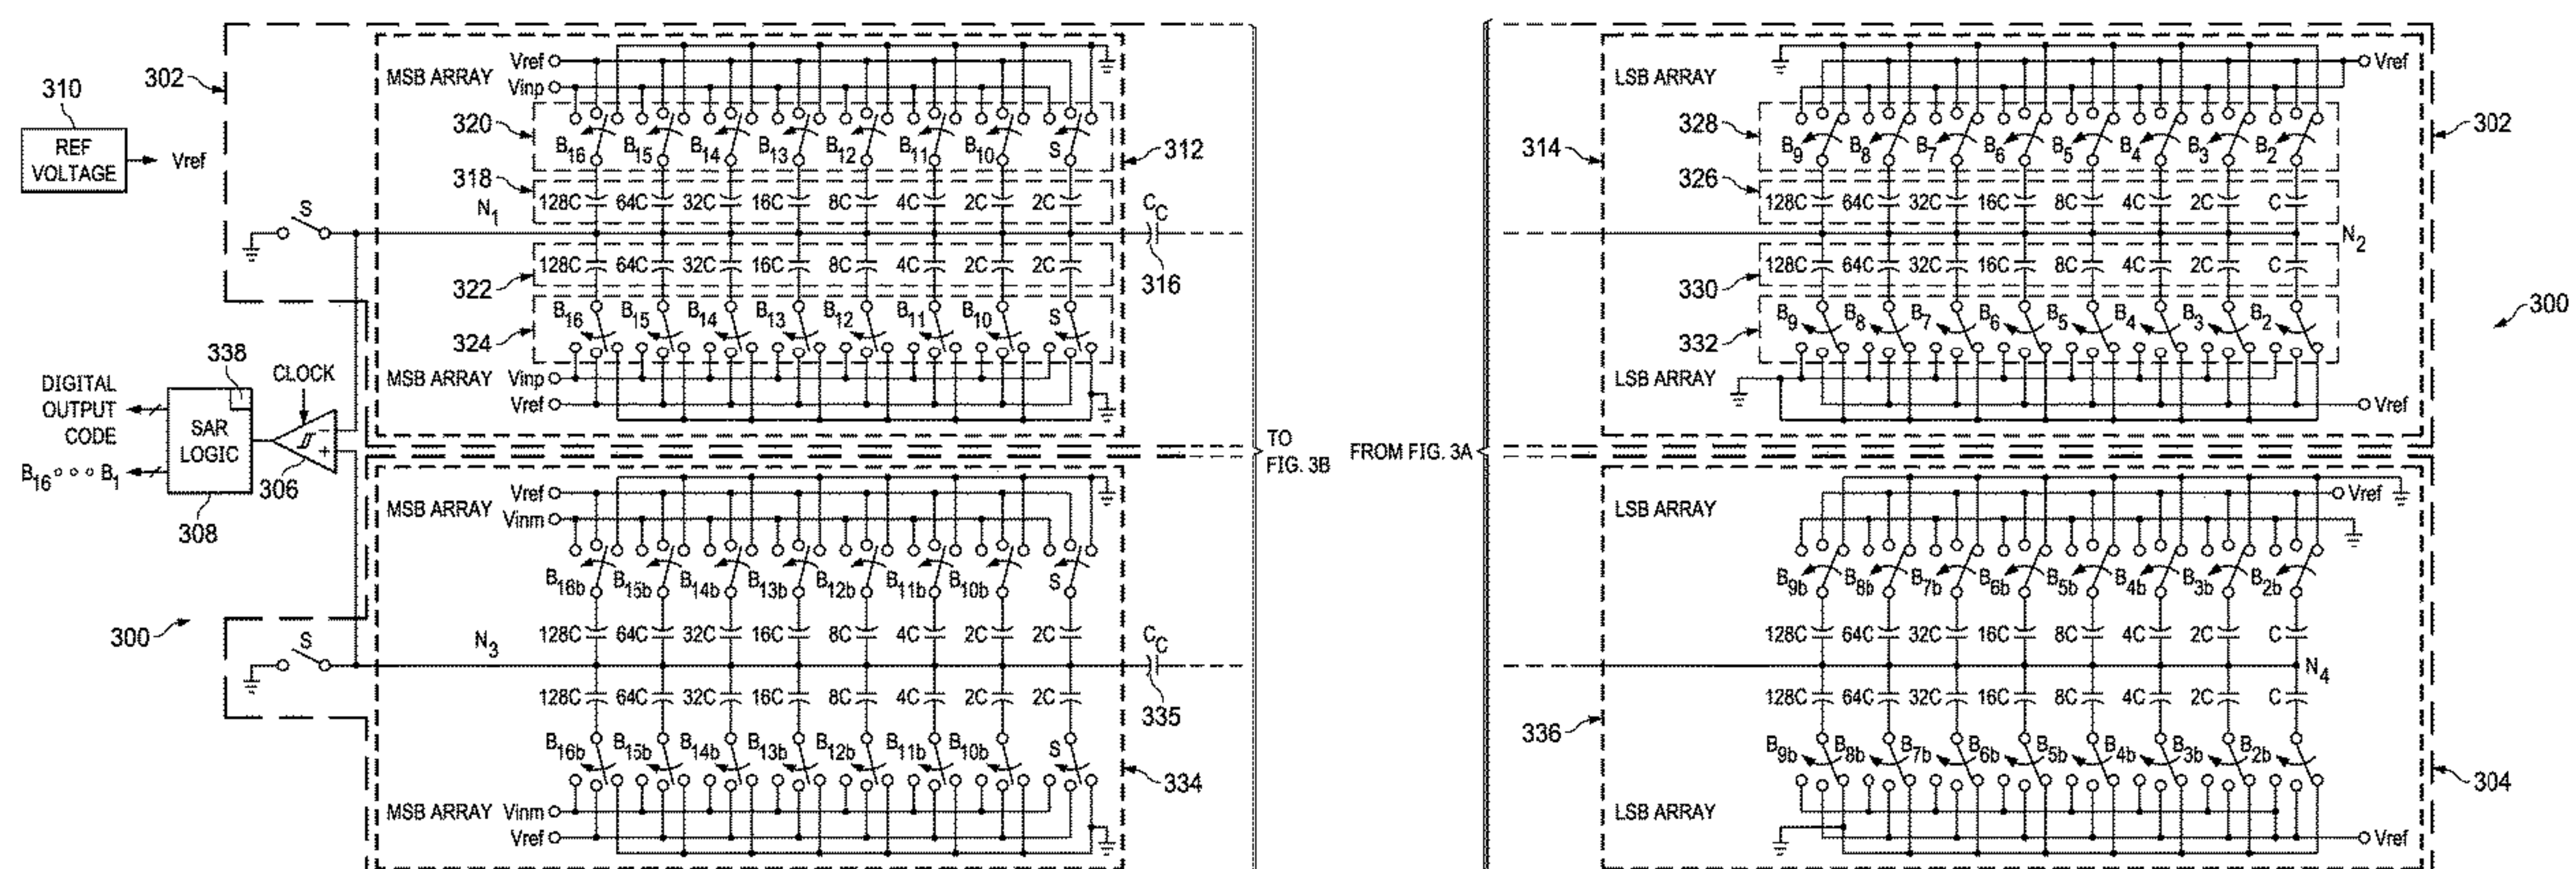 310
REF
VOLTAGE
Vref
302
S
N1
MSB ARRAY
Vref
Vinp
320
B16 B15 B14 B13 B12 B11 B10 S
312
318
128C 64C 32C 16C 8C 4C 2C 2C
CC
316
322
128C 64C 32C 16C 8C 4C 2C 2C
324
B16 B15 B14 B13 B12 B11 B10 S
MSB ARRAY
Vinp
Vref
338
CLOCK
DIGITAL
OUTPUT
CODE
SAR
LOGIC
B16 ° ° ° B1
306
308
−
+
TO
FIG. 3B
300
S
N3
MSB ARRAY
Vref
Vinm
B16b B15b B14b B13b B12b B11b B10b S
128C 64C 32C 16C 8C 4C 2C 2C
CC
335
128C 64C 32C 16C 8C 4C 2C 2C
B16b B15b B14b B13b B12b B11b B10b S
334
MSB ARRAY
Vinm
Vref
FROM FIG. 3A
LSB ARRAY
Vref
302
314
328
B9 B8 B7 B6 B5 B4 B3 B2
326
128C 64C 32C 16C 8C 4C 2C C
N2
330
128C 64C 32C 16C 8C 4C 2C C
332
B9 B8 B7 B6 B5 B4 B3 B2
LSB ARRAY
Vref
300
LSB ARRAY
Vref
B9b B8b B7b B6b B5b B4b B3b B2b
128C 64C 32C 16C 8C 4C 2C C
N4
336
128C 64C 32C 16C 8C 4C 2C C
B9b B8b B7b B6b B5b B4b B3b B2b
304
LSB ARRAY
Vref